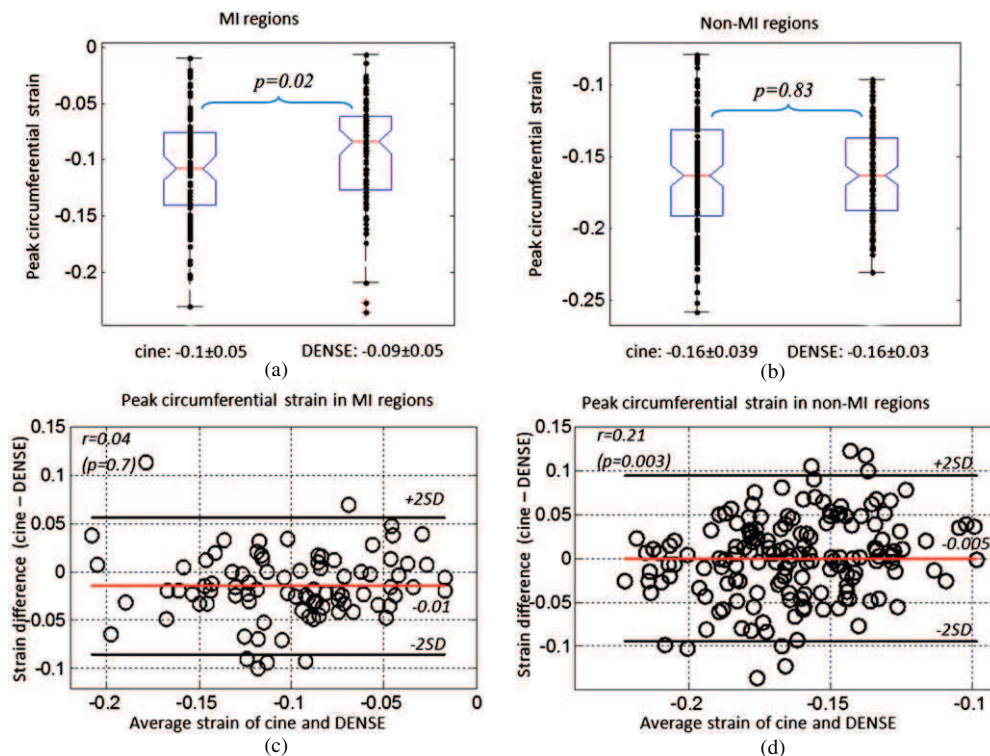 MI regions
Non-MI regions
Peak circumferential strain
0
-0.05
-0.1
-0.15
-0.2
p=0.02
cine: -0.1±0.05
DENSE: -0.09±0.05
(a)
Peak circumferential strain
-0.1
-0.15
-0.2
-0.25
p=0.83
cine: -0.16±0.039
DENSE: -0.16±0.03
(b)
Peak circumferential strain in MI regions
Strain difference (cine – DENSE)
0.15
0.1
0.05
0
-0.05
-0.1
r=0.04
(p=0.7)
+2SD
-0.01
-2SD
-0.2
-0.15
-0.1
-0.05
0
Average strain of cine and DENSE
(c)
Peak circumferential strain in non-MI regions
Strain difference (cine – DENSE)
0.15
0.1
0.05
0
-0.05
-0.1
r=0.21
(p=0.003)
+2SD
-0.005
-2SD
-0.2
-0.15
-0.1
Average strain of cine and DENSE
(d)